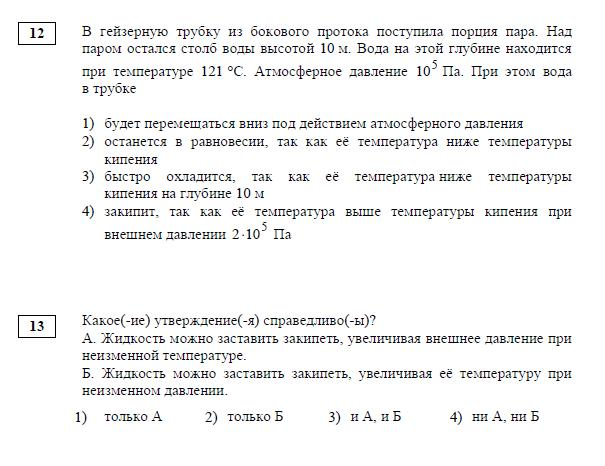 12
В гейзерную трубку из бокового протока поступила порция пара. Над
паром остался столб воды высотой 10 м. Вода на этой глубине находится
при температуре 121 °С. Атмосферное давление 10⁵ Па. При этом вода
в трубке
1) будет перемещаться вниз под действием атмосферного давления
2) останется в равновесии, так как её температура ниже температуры
кипения
3) быстро охладится, так как её температура ниже температуры
кипения на глубине 10 м
4) закипит, так как её температура выше температуры кипения при
внешнем давлении 2·10⁵ Па
13
Какое(-ие) утверждение(-я) справедливо(-ы)?
А. Жидкость можно заставить закипеть, увеличивая внешнее давление при
неизменной температуре.
Б. Жидкость можно заставить закипеть, увеличивая её температуру при
неизменном давлении.
1) только А 2) только Б 3) и А, и Б 4) ни А, ни Б